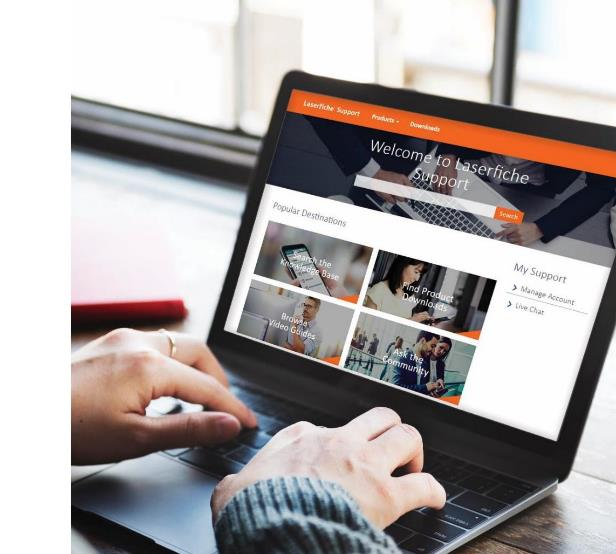 Laserfiche Support
Products
Downloads
Welcome to Laserfiche
Support
Search
Popular Destinations
Search the
Knowledge Base
Find Product
Downloads
Browse
Video Guides
Ask the
Community
My Support
Manage Account
Live Chat